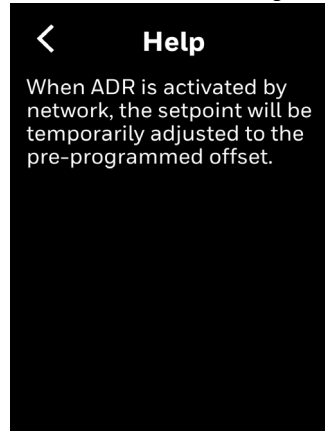 Help
When ADR is activated by
network, the setpoint will be
temporarily adjusted to the
pre-programmed offset.